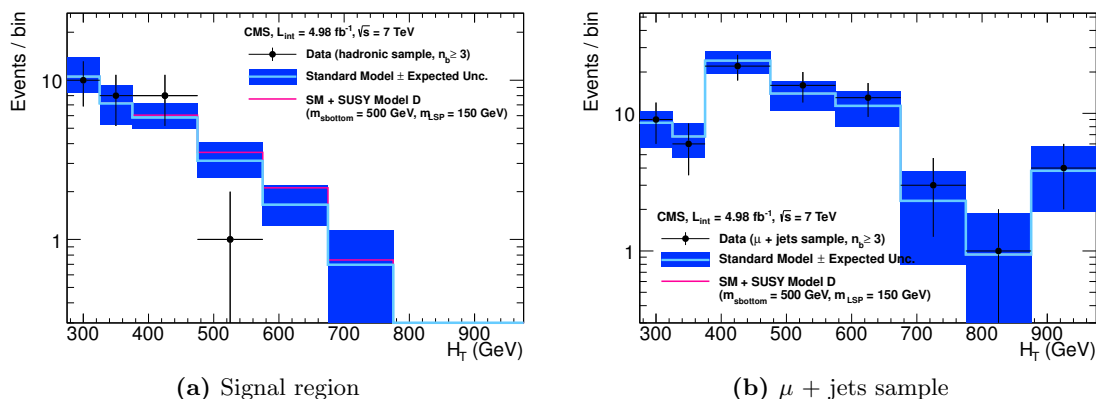 Events / bin
10
1
CMS, L_int = 4.98 fb⁻¹, √s = 7 TeV
Data (hadronic sample, n_b ≥ 3)
Standard Model ± Expected Unc.
SM + SUSY Model D
(m_sbottom = 500 GeV, m_LSP = 150 GeV)
300 400 500 600 700 800 900
H_T (GeV)
(a) Signal region
Events / bin
10
1
CMS, L_int = 4.98 fb⁻¹, √s = 7 TeV
Data (μ + jets sample, n_b ≥ 3)
Standard Model ± Expected Unc.
SM + SUSY Model D
(m_sbottom = 500 GeV, m_LSP = 150 GeV)
300 400 500 600 700 800 900
H_T (GeV)
(b) μ + jets sample